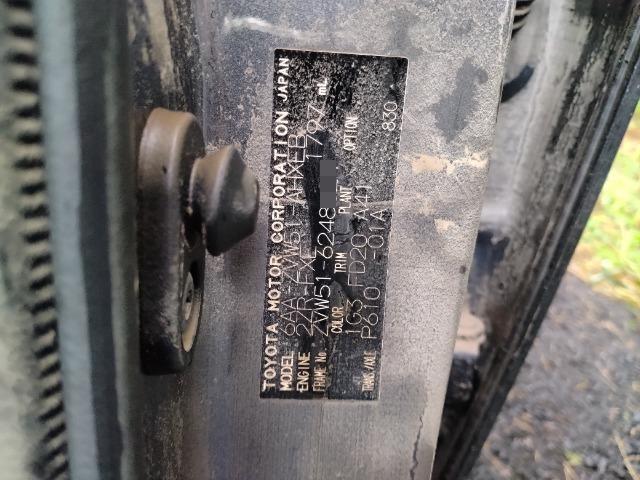 TOYOTA MOTOR CORPORATION JAPAN
MODEL 6AA-ZVW51-AHXEB
ENGINE 2ZR-FXE 1797 mL
FRAME No. ZVW51-6248
COLOR TRIM PLANT OPTION
1G3 FD20 A41 830
TRANS./AXLE P610 -01A